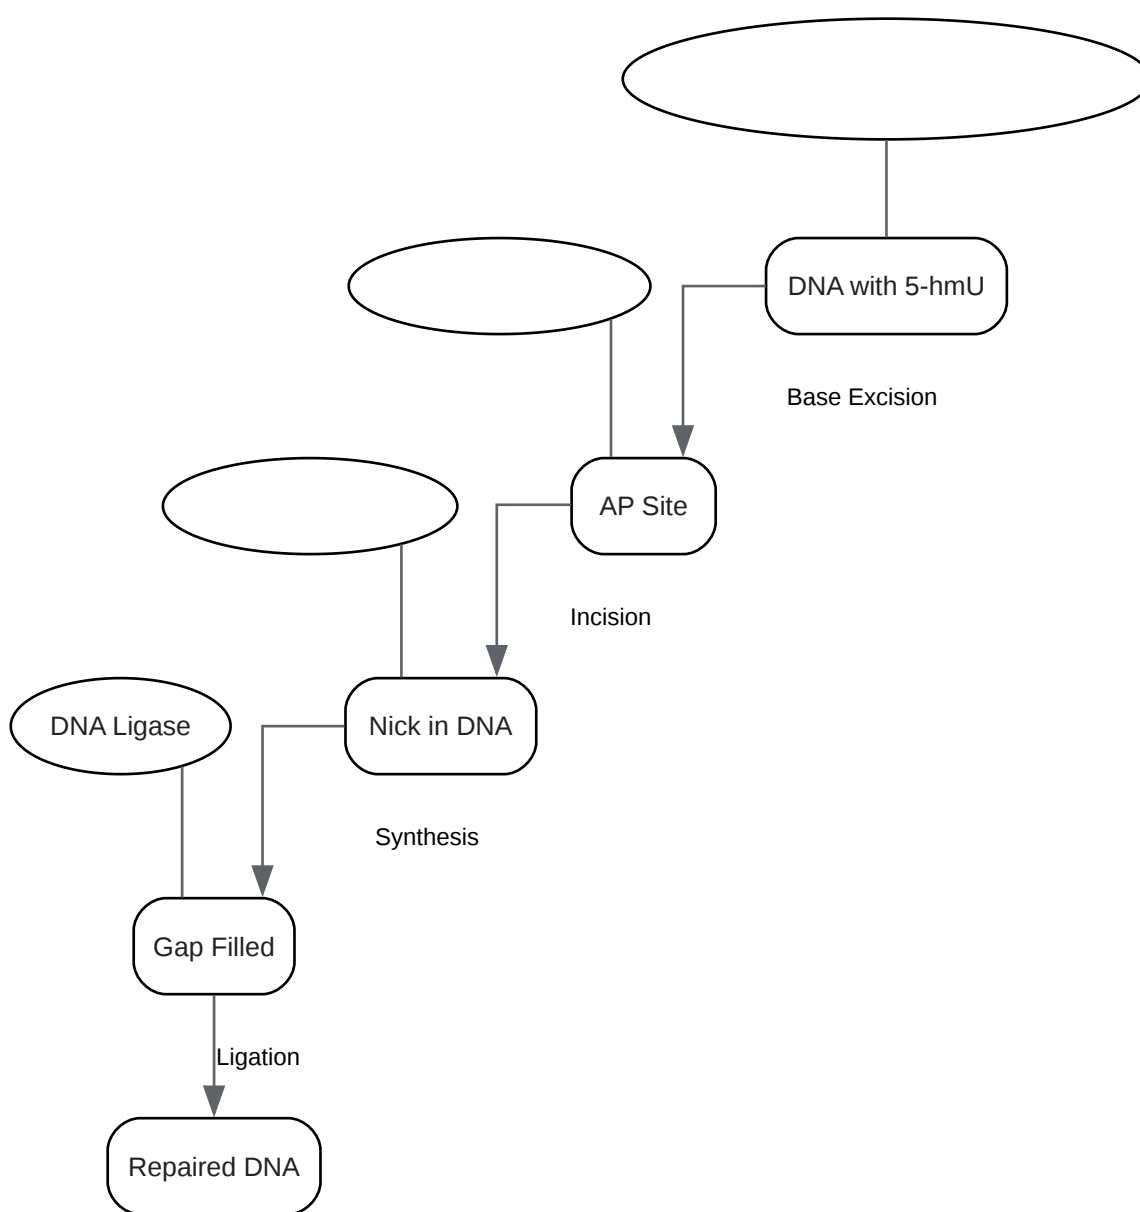 DNA with 5-hmU
Base Excision
AP Site
Incision
DNA Ligase
Nick in DNA
Synthesis
Gap Filled
Ligation
Repaired DNA